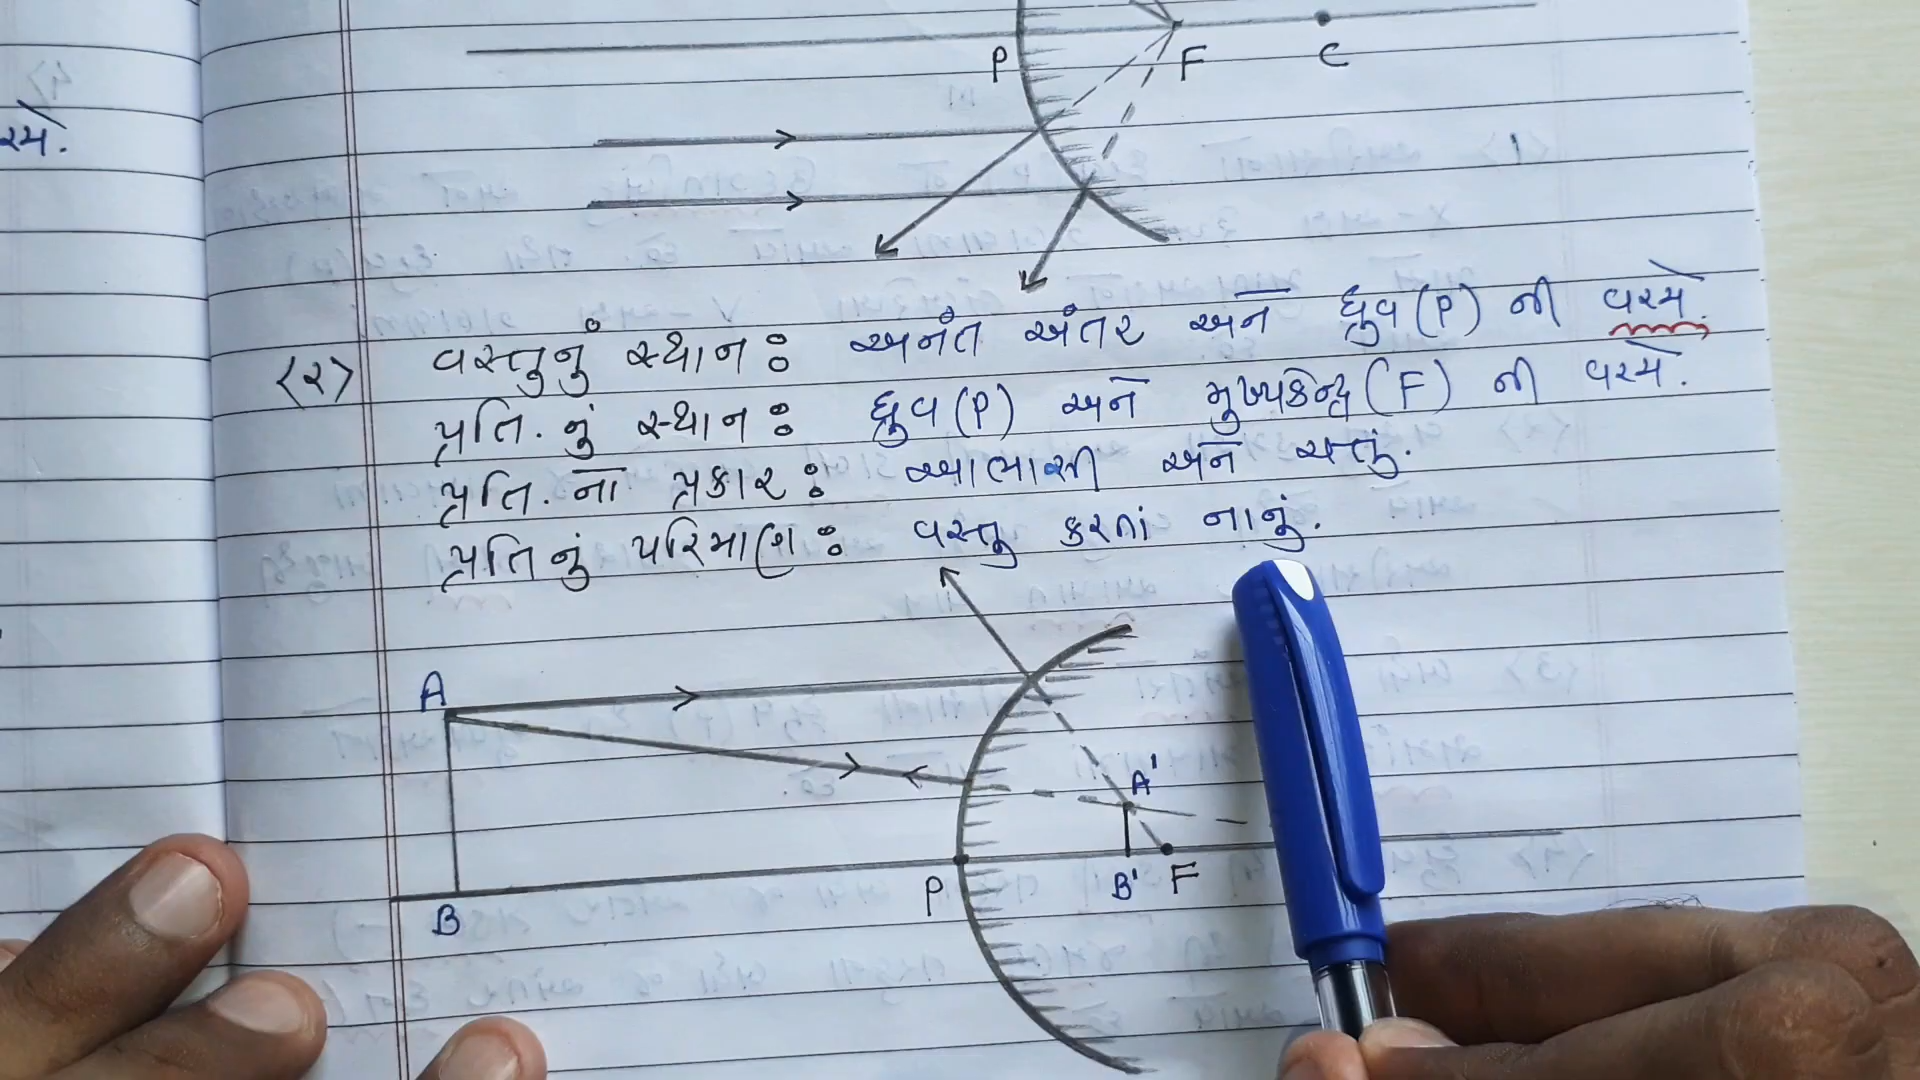 ચમે.
P F C
<૨> વસ્તુનું સ્થાન : અનંત અંતર અને ધ્રુવ (P) ની વચ્ચે.
પ્રતિ. નું સ્થાન : ધ્રુવ (P) અને મુખ્યકેન્દ્ર (F) ની વચ્ચે.
પ્રતિ. ના પ્રકાર : આભાસી અને ચત્તું.
પ્રતિનું પરિમાણ : વસ્તુ કરતાં નાનું.
A
A'
P B' F
B